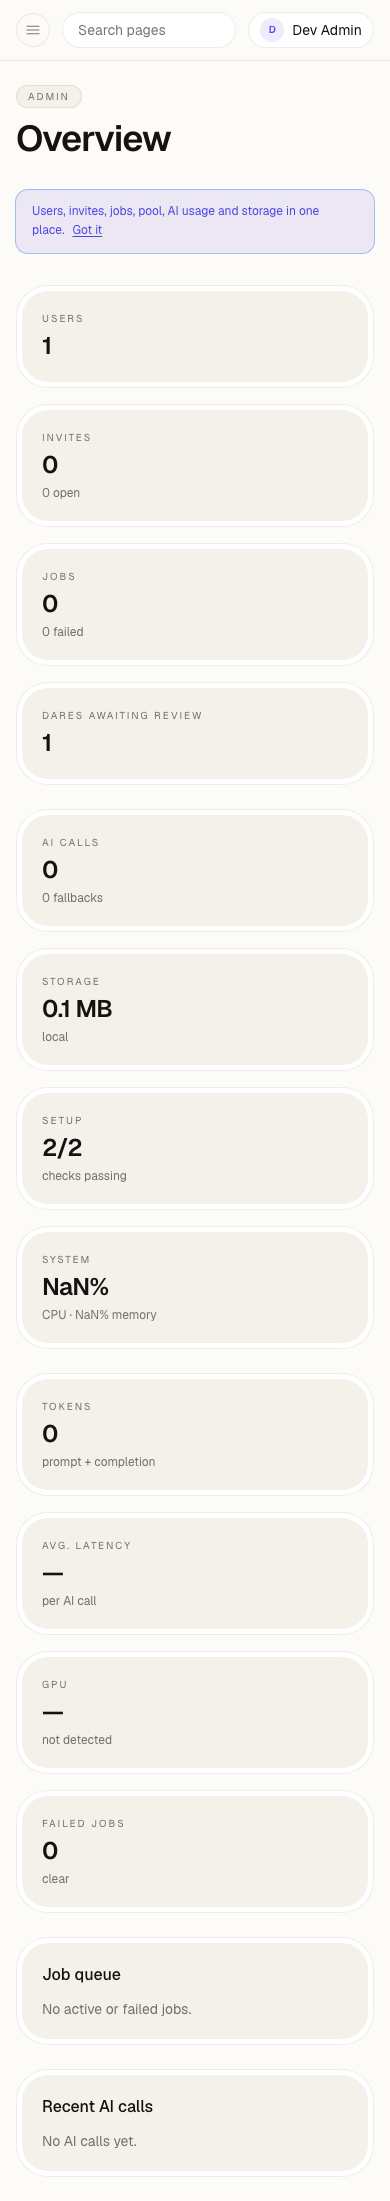 Search pages
D
Dev Admin
ADMIN
Overview
Users, invites, jobs, pool, AI usage and storage in one
place. Got it
USERS
1
INVITES
0
0 open
JOBS
0
0 failed
DARES AWAITING REVIEW
1
AI CALLS
0
0 fallbacks
STORAGE
0.1 MB
local
SETUP
2/2
checks passing
SYSTEM
NaN%
CPU · NaN% memory
TOKENS
0
prompt + completion
AVG. LATENCY
—
per AI call
GPU
—
not detected
FAILED JOBS
0
clear
Job queue
No active or failed jobs.
Recent AI calls
No AI calls yet.